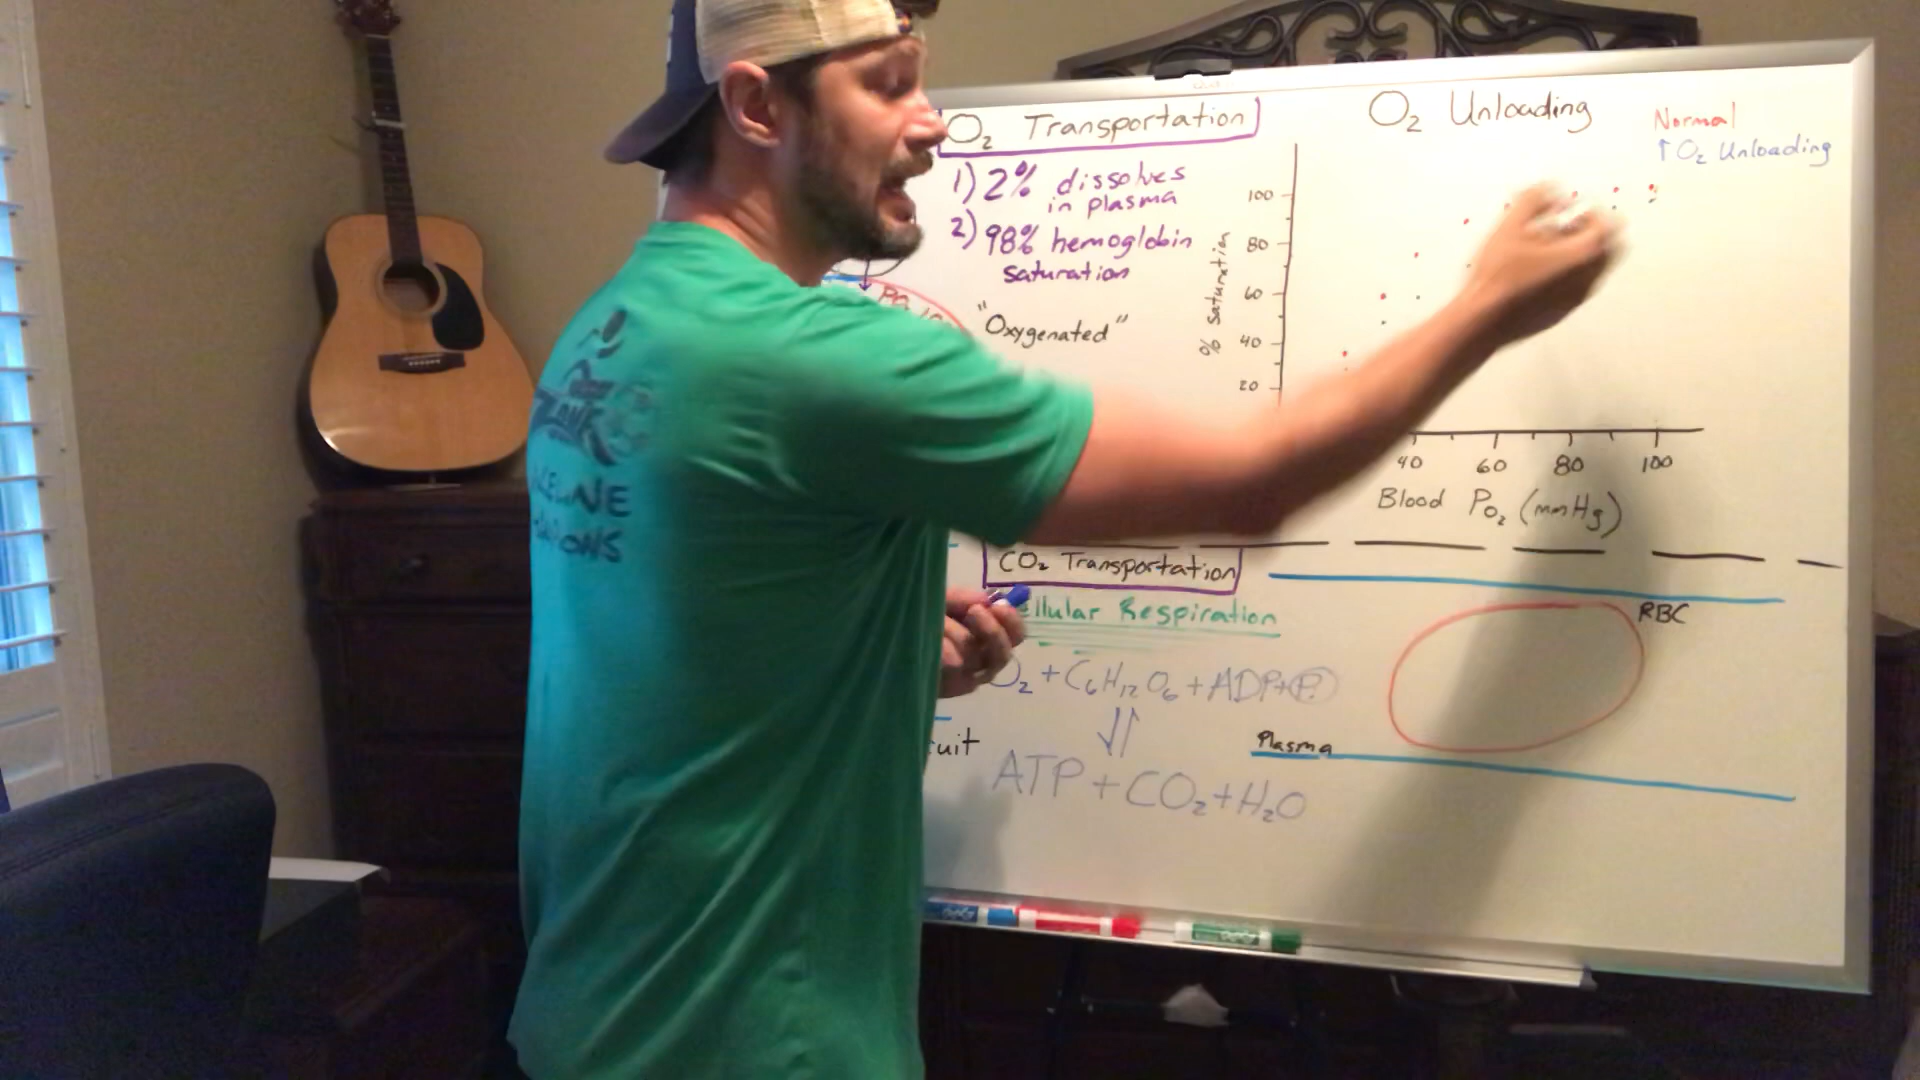 O₂ Transportation
1) 2% dissolves
in plasma
2) 98% hemoglobin
saturation
"Oxygenated"
O₂ Unloading
Normal
↑ O₂ Unloading
% Saturation
100
80
60
40
20
40 60 80 100
Blood Po₂ (mmHg)
CO₂ Transportation
ellular Respiration
O₂ + C₆H₁₂O₆ + ADP + P
⇌
ATP + CO₂ + H₂O
uit
RBC
Plasma